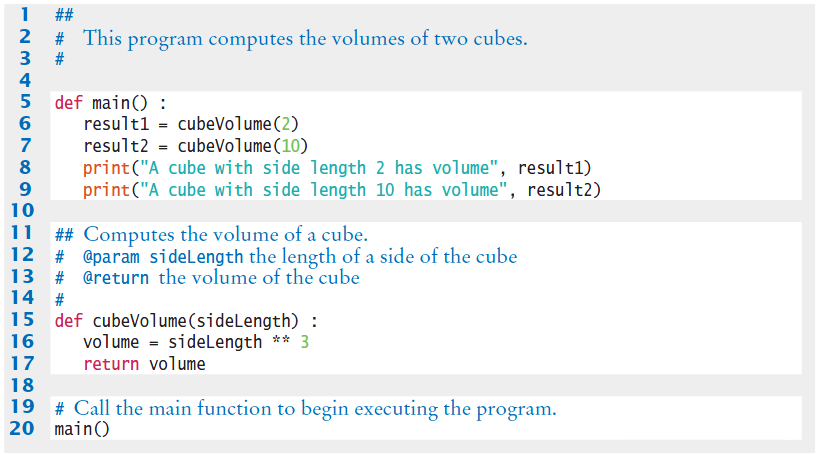 1 ##
2 # This program computes the volumes of two cubes.
3 #
4
5 def main() :
6    result1 = cubeVolume(2)
7    result2 = cubeVolume(10)
8    print("A cube with side length 2 has volume", result1)
9    print("A cube with side length 10 has volume", result2)
10
11 ## Computes the volume of a cube.
12 # @param sideLength the length of a side of the cube
13 # @return the volume of the cube
14 #
15 def cubeVolume(sideLength) :
16    volume = sideLength ** 3
17    return volume
18
19 # Call the main function to begin executing the program.
20 main()